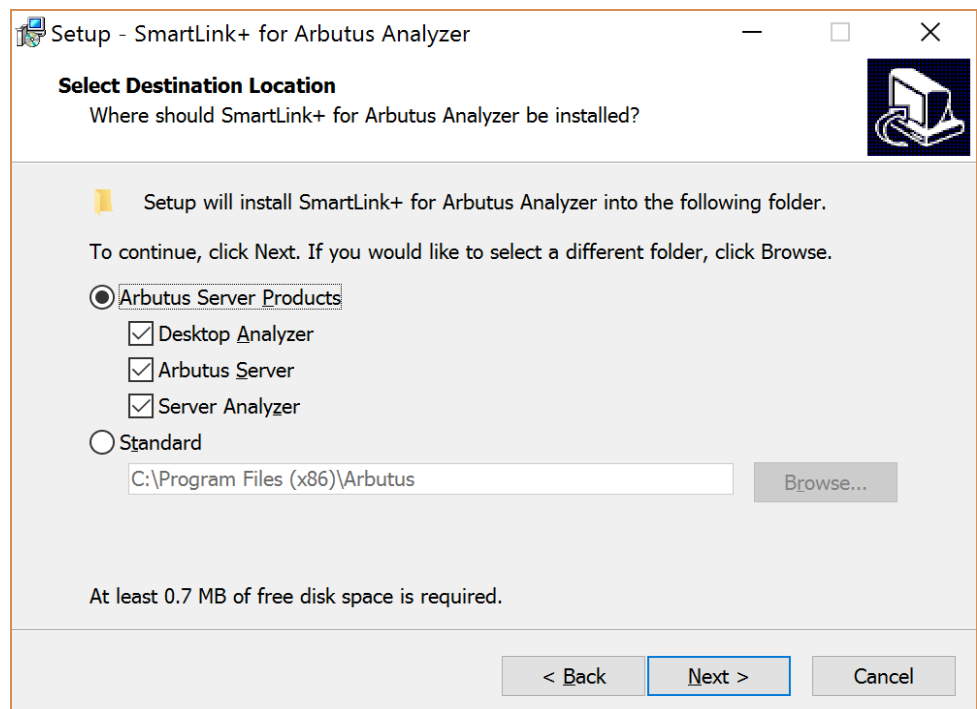 Setup - SmartLink+ for Arbutus Analyzer
Select Destination Location
Where should SmartLink+ for Arbutus Analyzer be installed?
Setup will install SmartLink+ for Arbutus Analyzer into the following folder.
To continue, click Next. If you would like to select a different folder, click Browse.
Arbutus Server Products
Desktop Analyzer
Arbutus Server
Server Analyzer
Standard
C:\Program Files (x86)\Arbutus
Browse...
At least 0.7 MB of free disk space is required.
< Back Next > Cancel